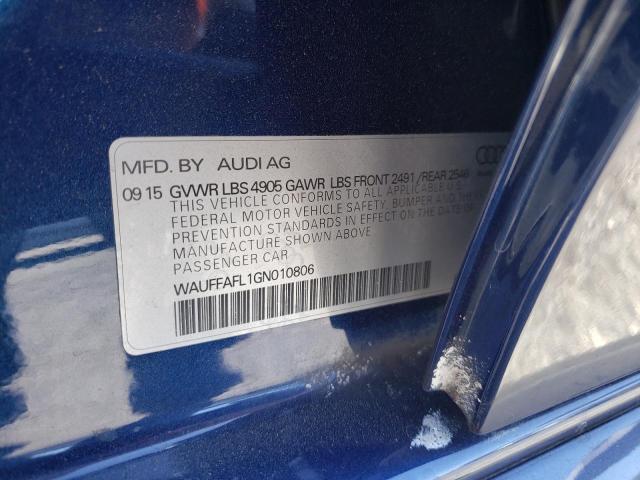 MFD. BY AUDI AG
09 15 GVWR LBS 4905 GAWR LBS FRONT 2491 / REAR 2546
THIS VEHICLE CONFORMS TO ALL APPLICABLE U.S.
FEDERAL MOTOR VEHICLE SAFETY, BUMPER AND THEFT
PREVENTION STANDARDS IN EFFECT ON THE DATE OF
MANUFACTURE SHOWN ABOVE
PASSENGER CAR
WAUFFAFL1GN010806